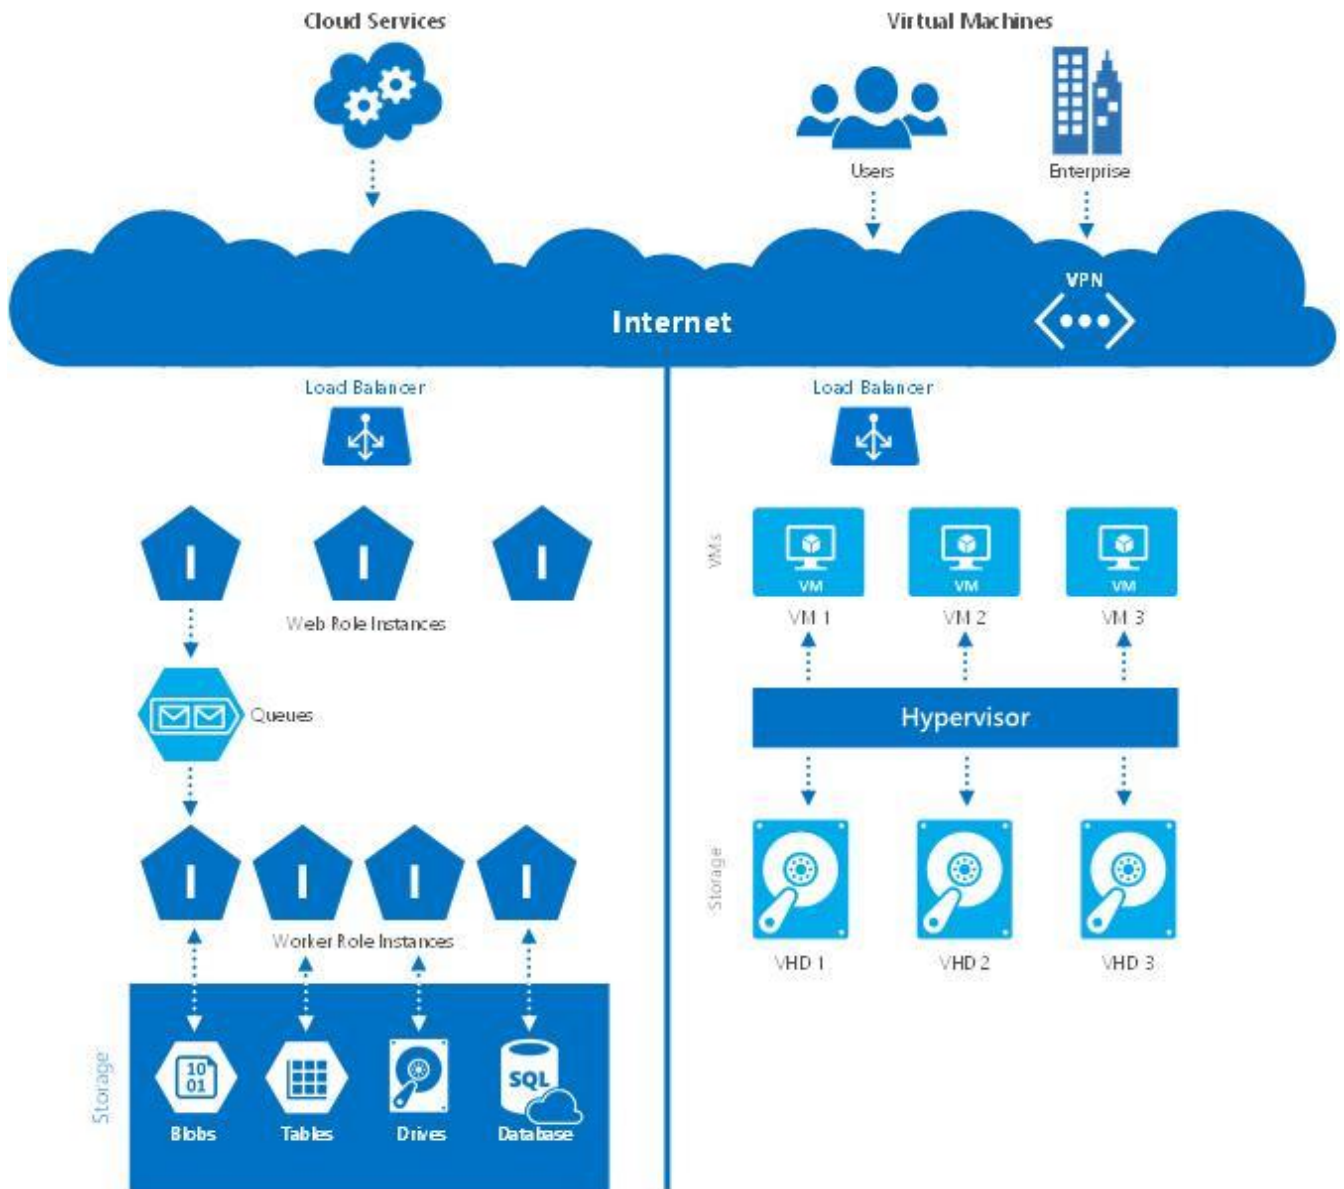 Cloud Services
Virtual Machines
Users
Enterprise
VPN
Internet
Load Balancer
Load Balancer
I
I
I
Web Role Instances
VMs
VM
VM
VM
VM 1
VM 2
VM 3
Queues
Hypervisor
I
I
I
I
Worker Role Instances
Storage
VHD 1
VHD 2
VHD 3
Storage
10
01
SQL
Blobs
Tables
Drives
Database